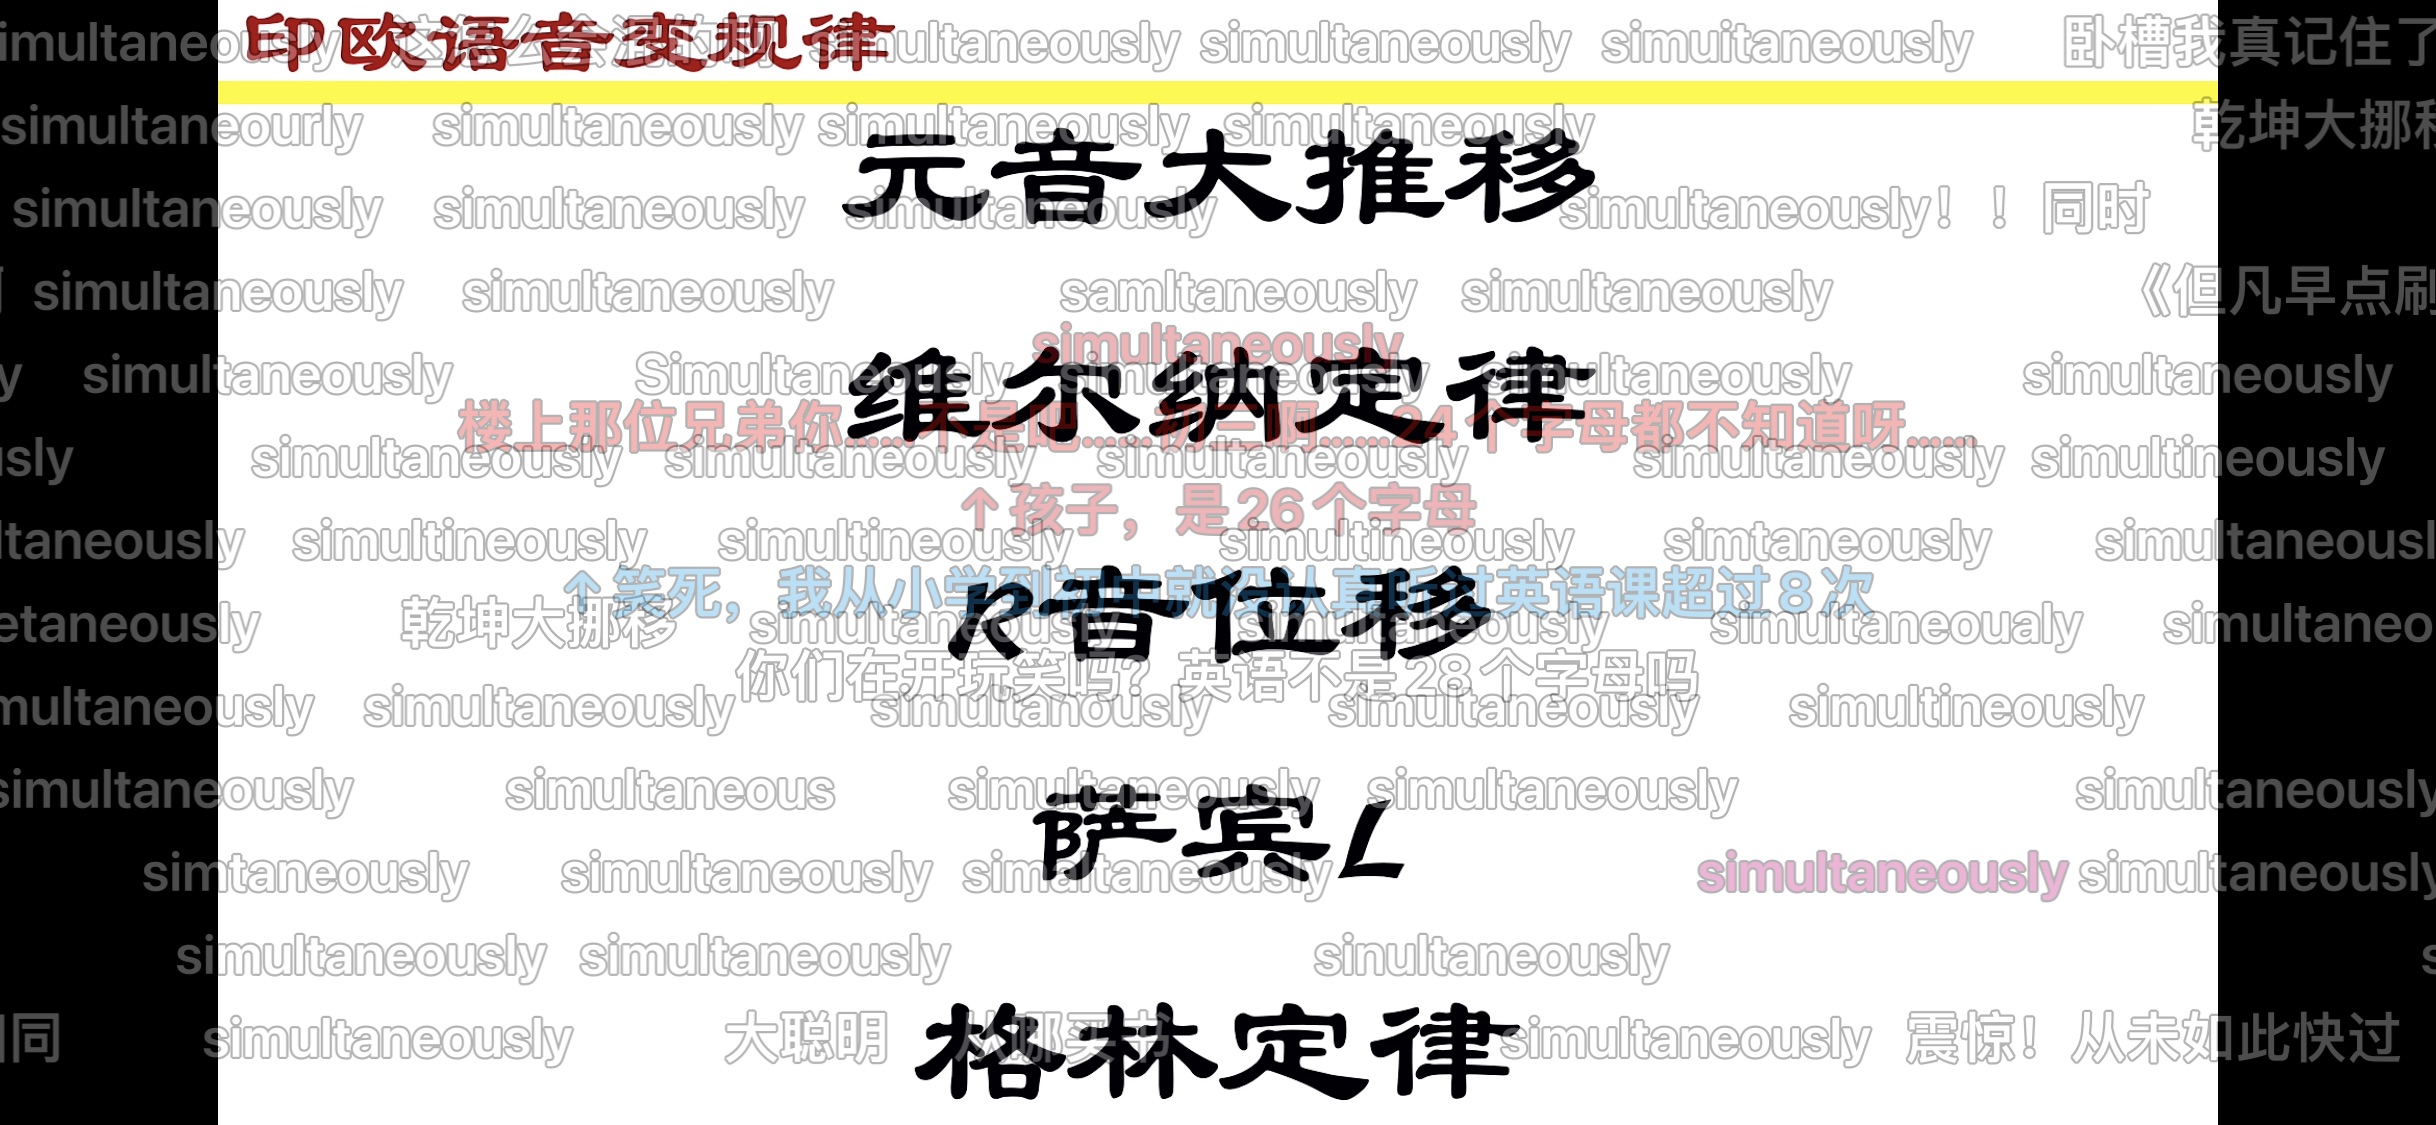 印欧语音变规律
imultaneously simultaneously simuitaneously 卧槽我真记住了
simultaneourly simultaneously simultaneously simultaneously 乾坤大挪移
元音大推移
simultaneously simultaneously simultaneously simultaneously！！同时
simultaneously simultaneously samltaneously simultaneously 《但凡早点刷
simultaneously
y simultaneously Simultaneously simultaneously simultaneously simultaneously
维尔纳定律
楼上那位兄弟你……不是吧……初三啊……24个字母都不知道呀……
usly simultaneously simultaneously simultaneously simultaneously simultineously
↑孩子，是26个字母
ltaneously simultineously simultineously simultineously simtaneously simultaneousl
↑笑死，我从小学到初中就没认真听过英语课超过8次
R音位移
etaneously 乾坤大挪移 simultaneously simultaneously simultaneoualy simultaneo
你们在开玩笑吗？英语不是28个字母吗
multaneously simultaneously simultanously simultaneously simultineously
simultaneously simultaneous simultaneously simultaneously simultaneously
萨宾L
simtaneously simultaneously simaltaneously simultaneously simultaneously
simultaneously simultaneously sinultaneously s
同 simultaneously 大聪明 从哪买书 simultaneously 震惊！从未如此快过
格林定律